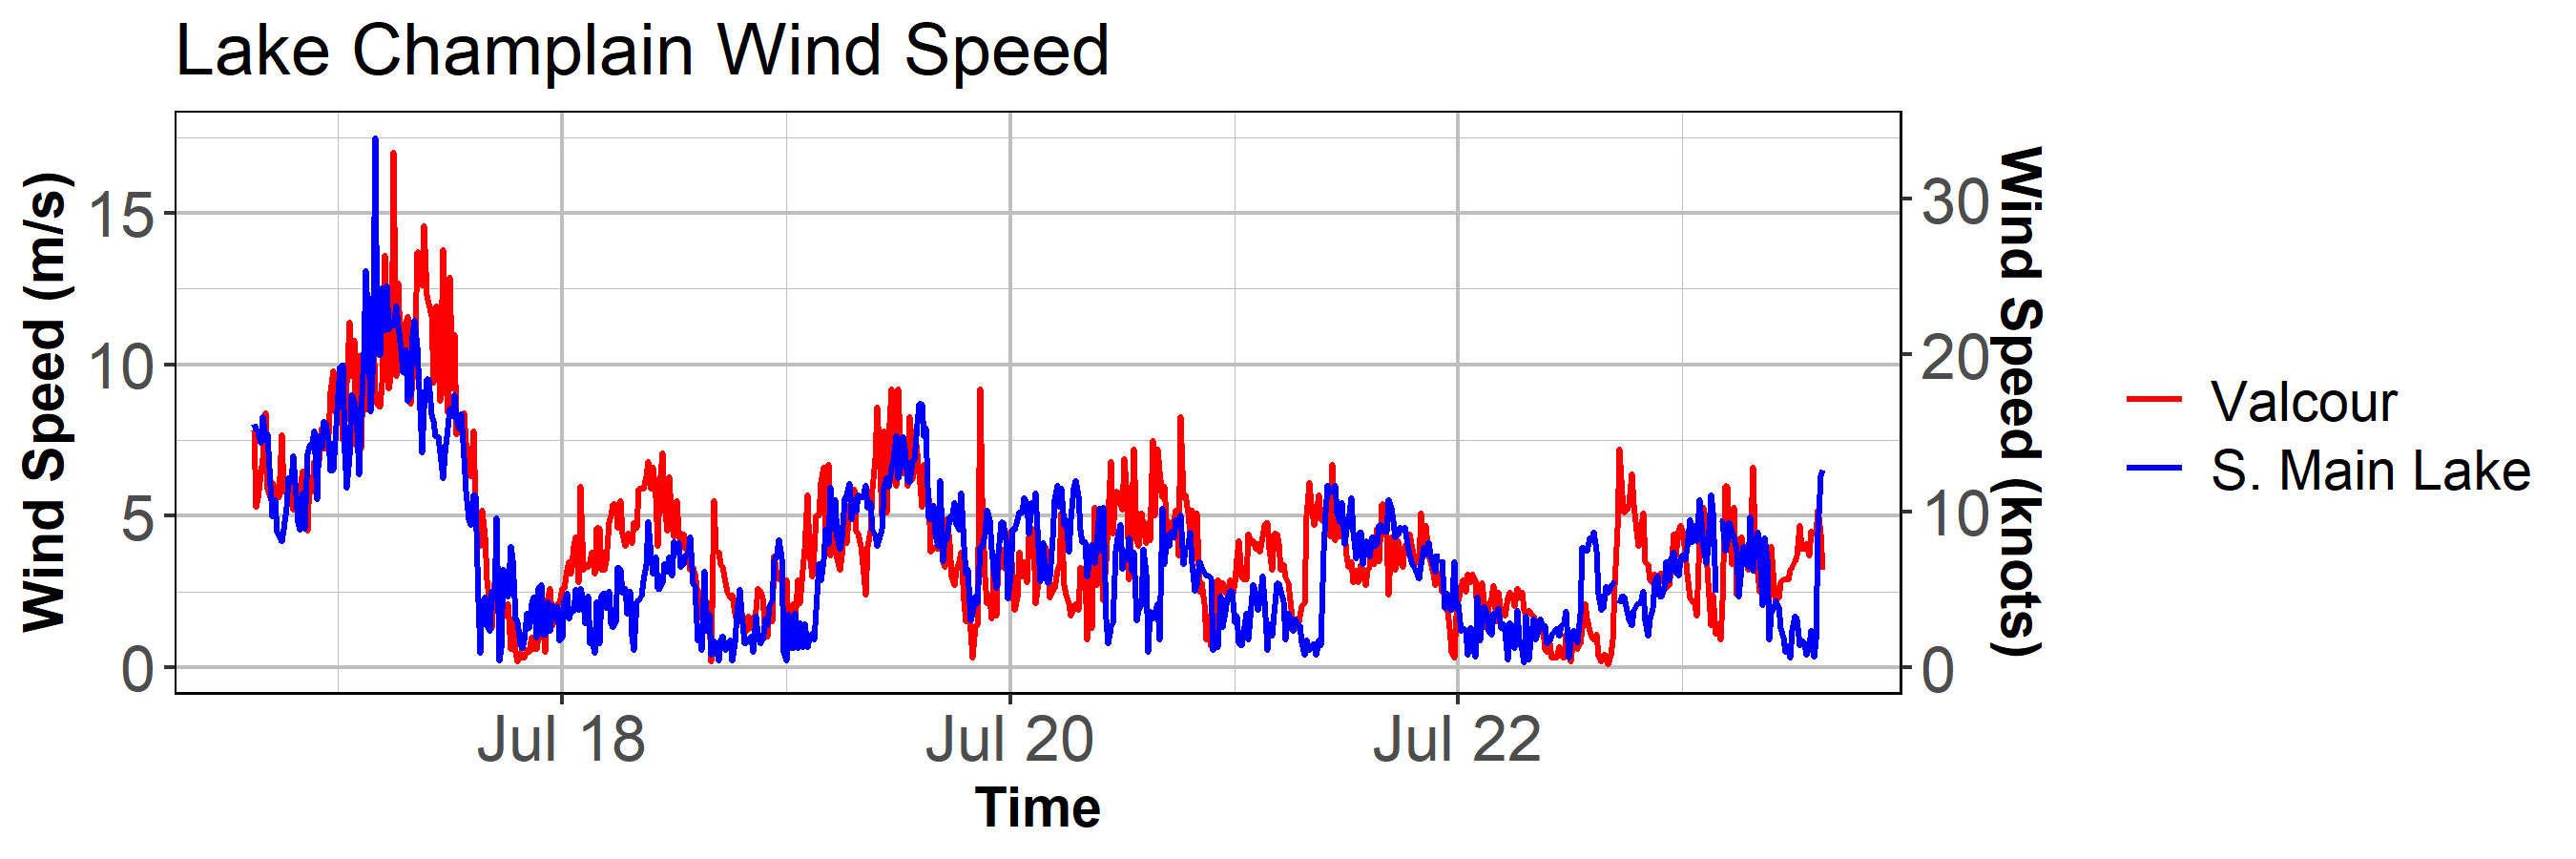 Lake Champlain Wind Speed
Wind Speed (m/s)
15
10
5
0
30
20
10
0
Wind Speed (knots)
Jul 18
Jul 20
Jul 22
Time
Valcour
S. Main Lake